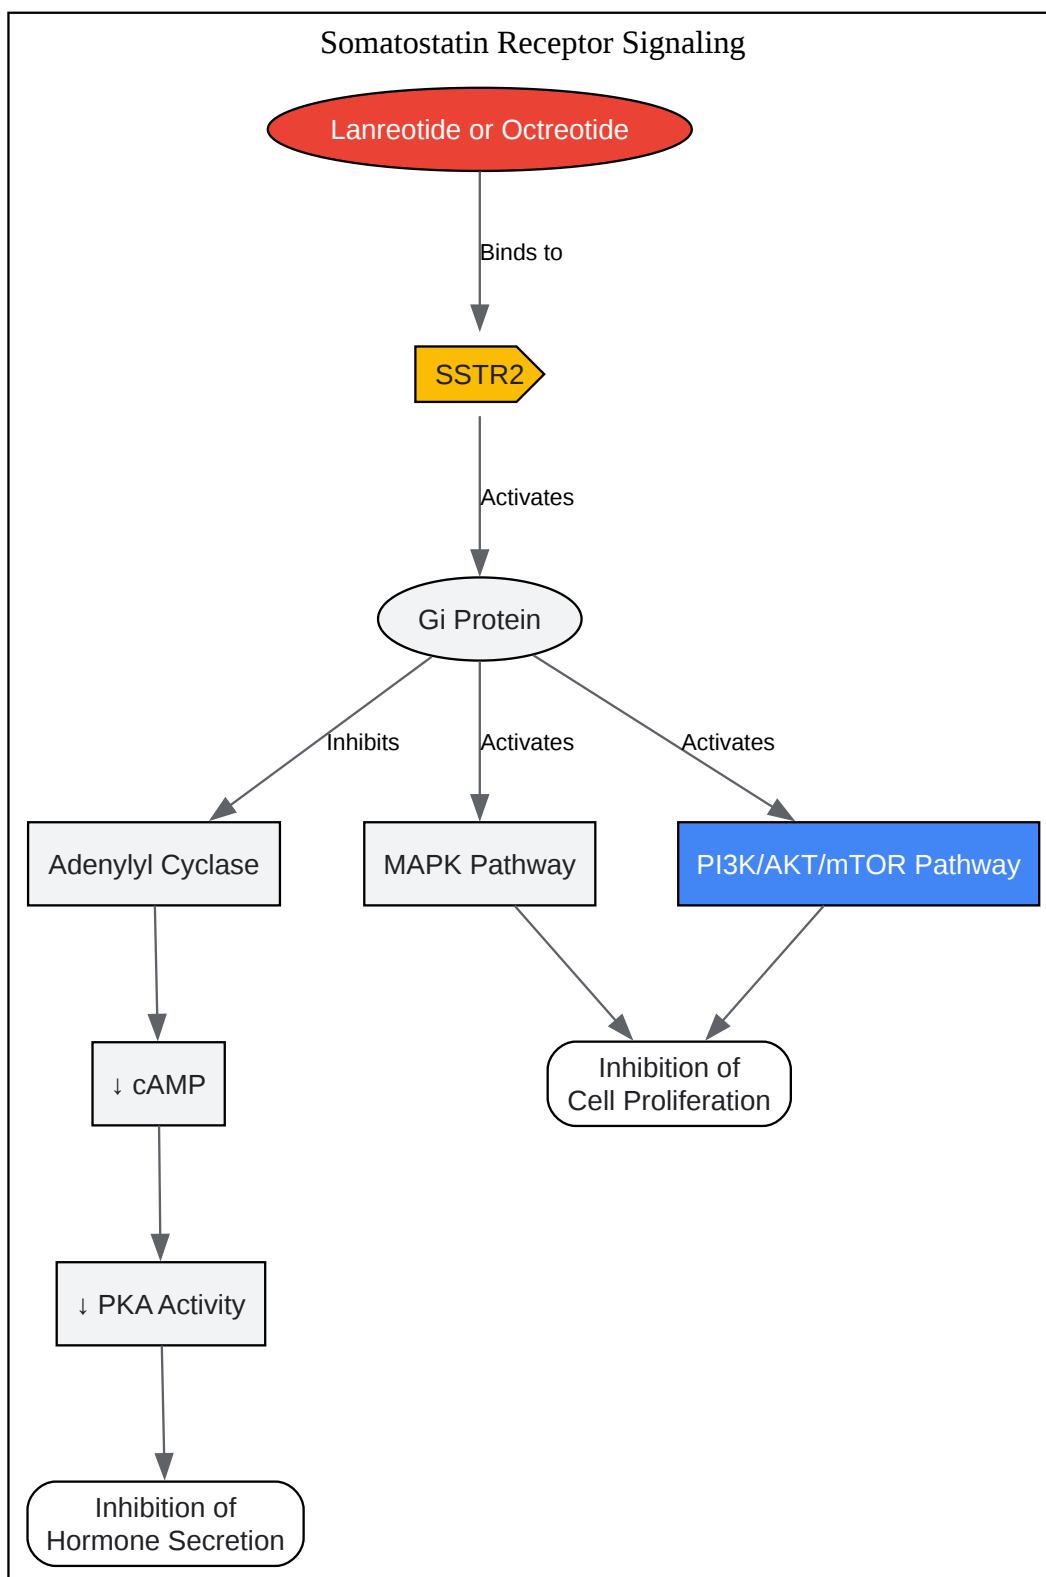 Somatostatin Receptor Signaling
Lanreotide or Octreotide
Binds to
SSTR2
Activates
Gi Protein
Inhibits
Activates
Activates
Adenylyl Cyclase
MAPK Pathway
PI3K/AKT/mTOR Pathway
↓ cAMP
Inhibition of
Cell Proliferation
↓ PKA Activity
Inhibition of
Hormone Secretion